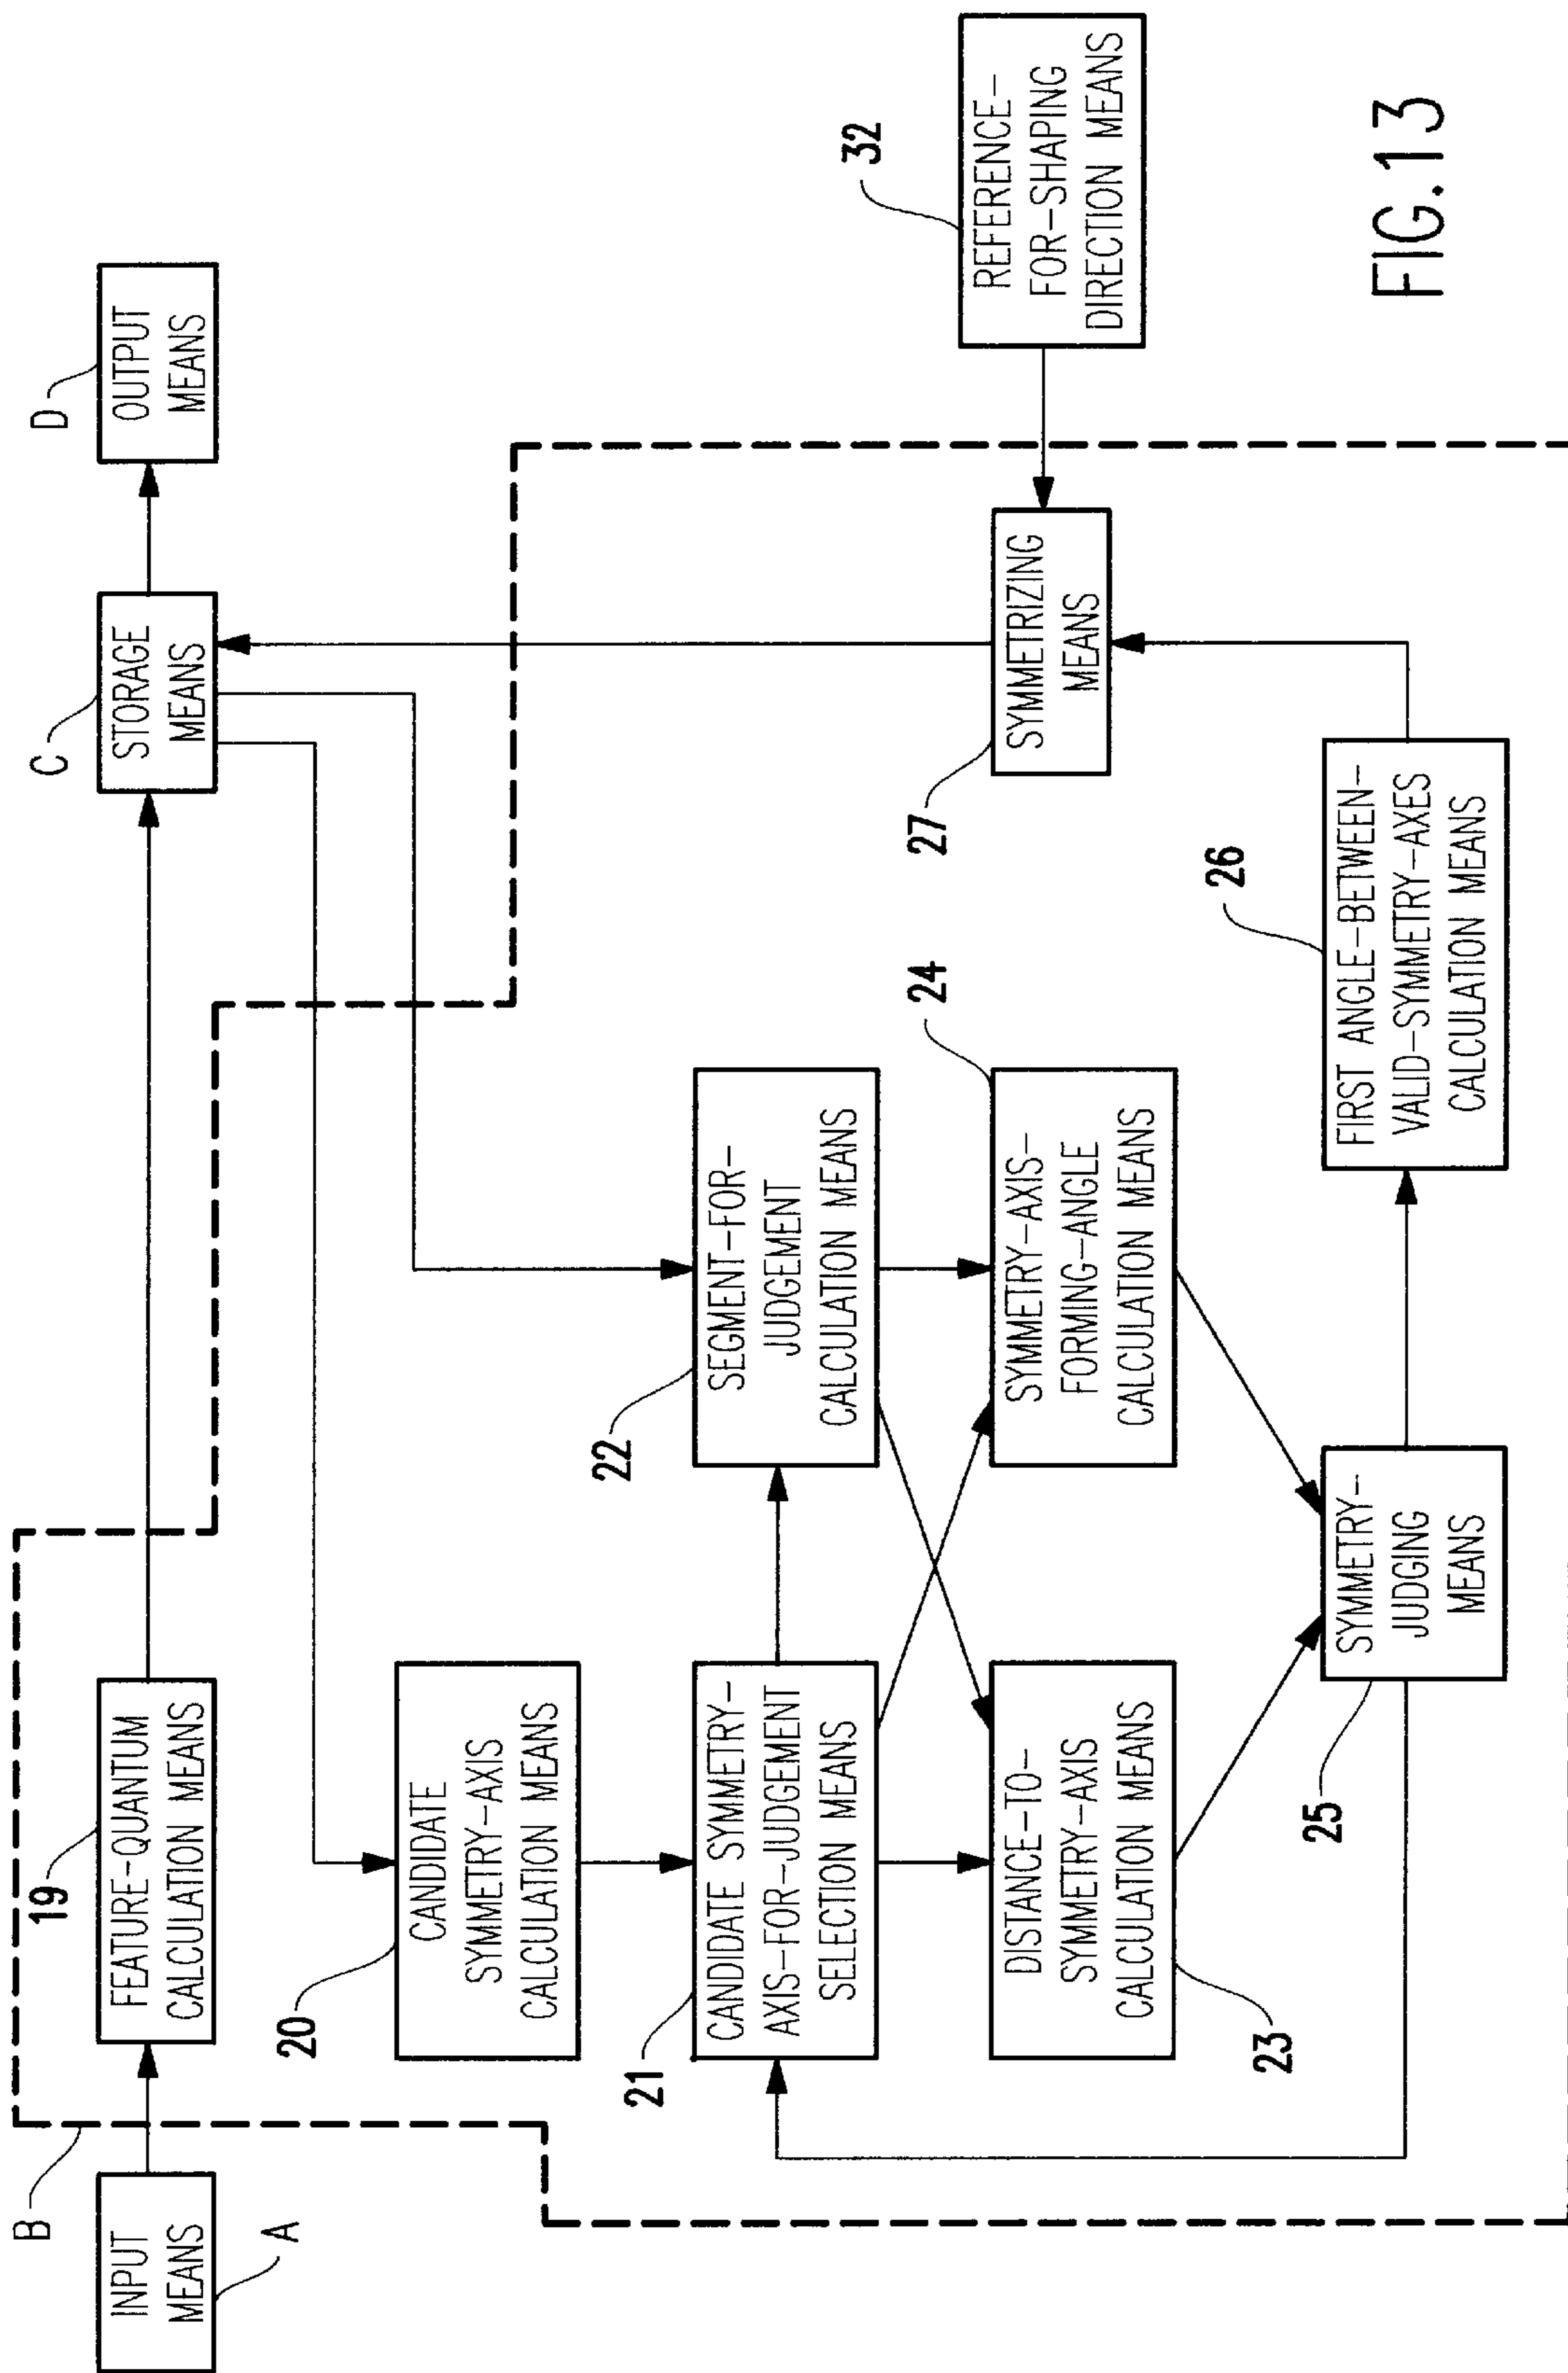 B
INPUT
MEANS
A
19
FEATURE-QUANTUM
CALCULATION MEANS
C
STORAGE
MEANS
D
OUTPUT
MEANS
20
CANDIDATE
SYMMETRY-AXIS
CALCULATION MEANS
21
CANDIDATE SYMMETRY-
AXIS-FOR-JUDGEMENT
SELECTION MEANS
22
SEGMENT-FOR-
JUDGEMENT
CALCULATION MEANS
23
DISTANCE-TO-
SYMMETRY-AXIS
CALCULATION MEANS
24
SYMMETRY-AXIS-
FORMING-ANGLE
CALCULATION MEANS
27
SYMMETRIZING
MEANS
32
REFERENCE-
FOR-SHAPING
DIRECTION MEANS
25
SYMMETRY-
JUDGING
MEANS
26
FIRST ANGLE-BETWEEN-
VALID-SYMMETRY-AXES
CALCULATION MEANS
FIG.13